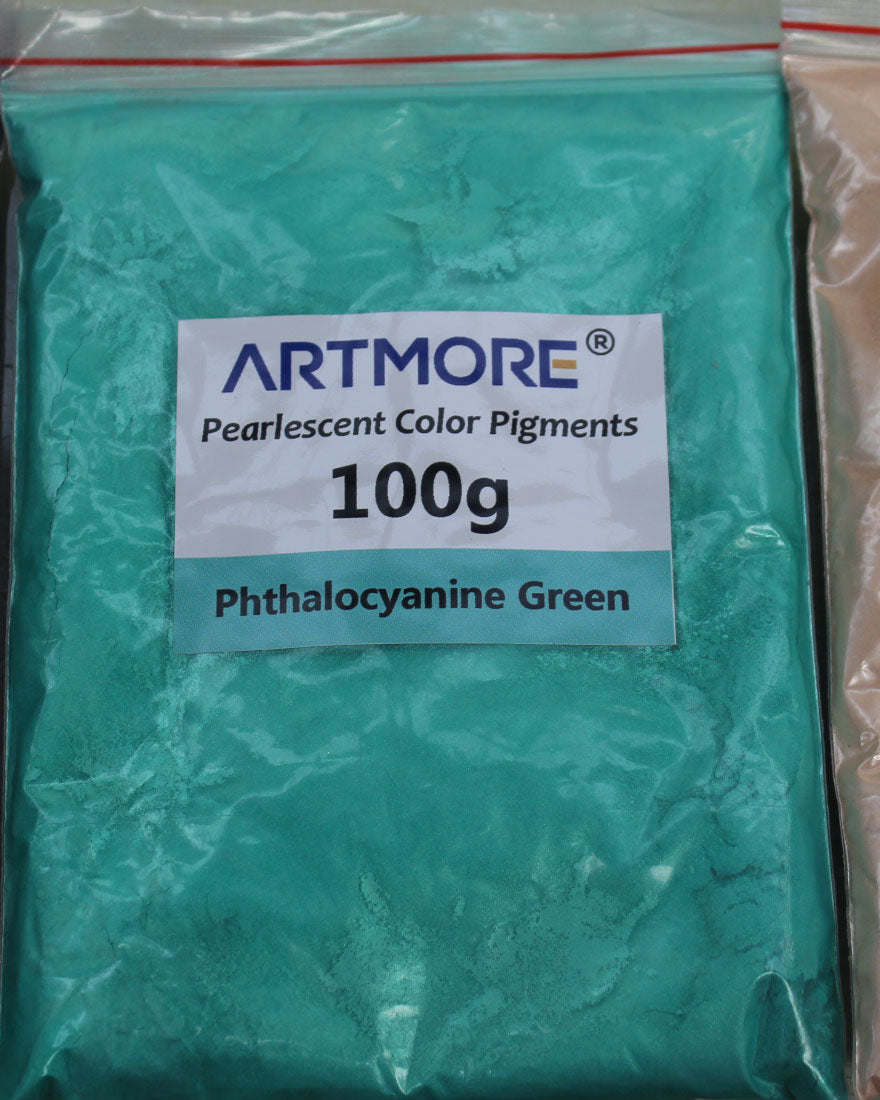 ARTMORE®
Pearlescent Color Pigments
100g
Phthalocyanine Green